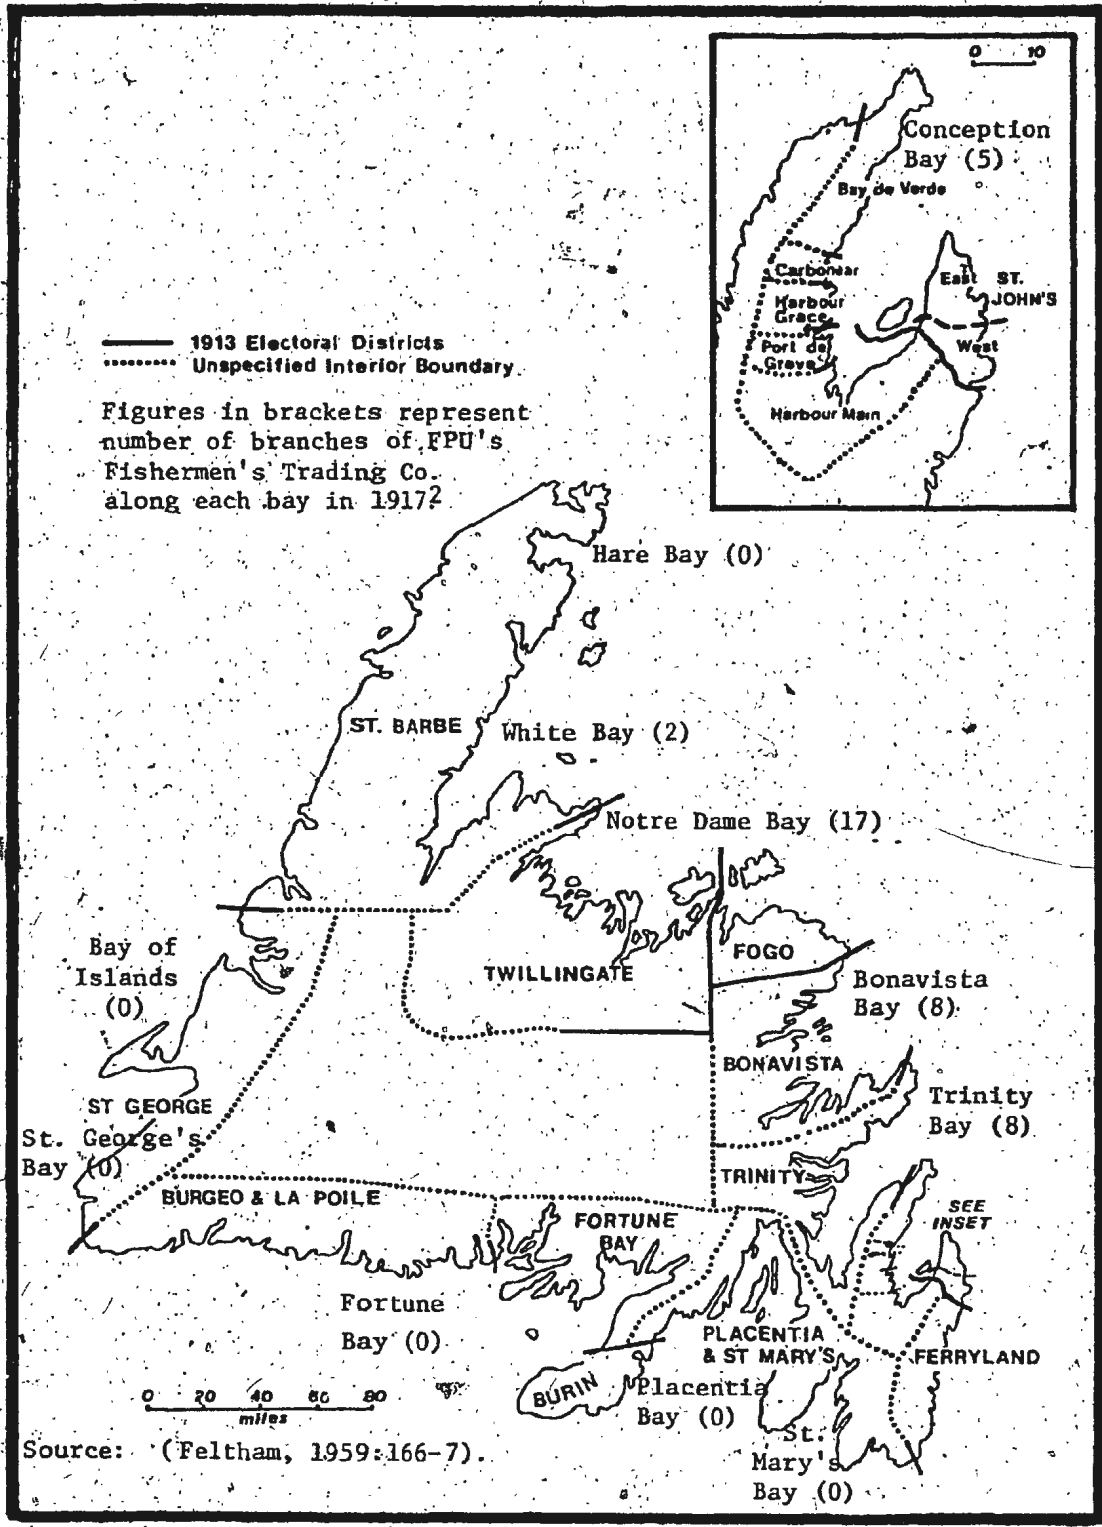 0 10
Conception
Bay (5)
Bay de Verde
Carbonear
Harbour
Grace
Port de
Grave
Harbour Main
East
ST.
JOHN'S
West
1913 Electoral Districts
Unspecified Interior Boundary
Figures in brackets represent
number of branches of FPU's
Fishermen's Trading Co.
along each bay in 1917?2
Hare Bay (0)
ST. BARBE
White Bay (2)
Notre Dame Bay (17)
Bay of
Islands
(0)
TWILLINGATE
FOGO
Bonavista
Bay (8)
BONAVISTA
ST GEORGE
Trinity
Bay (8)
St. George's
Bay (0)
TRINITY
BURGEO & LA POILE
FORTUNE
BAY
SEE
INSET
Fortune
Bay (0)
PLACENTIA
& ST MARY'S
FERRYLAND
BURIN
Placentia
Bay (0)
0 20 40 60 80
miles
St.
Mary's
Bay (0)
Source: (Feltham, 1959:166-7).